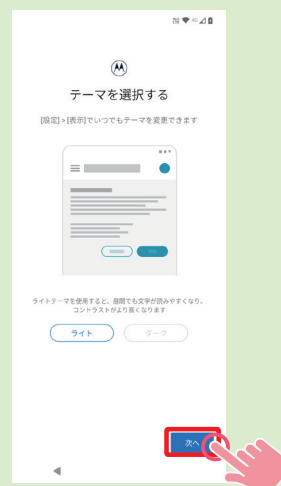 4G
テーマを選択する
[設定] > [表示]でいつでもテーマを変更できます
ライトテーマを使用すると、昼間でも文字が読みやすくなり、
コントラストがより高くなります
ライト
ダーク
次へ